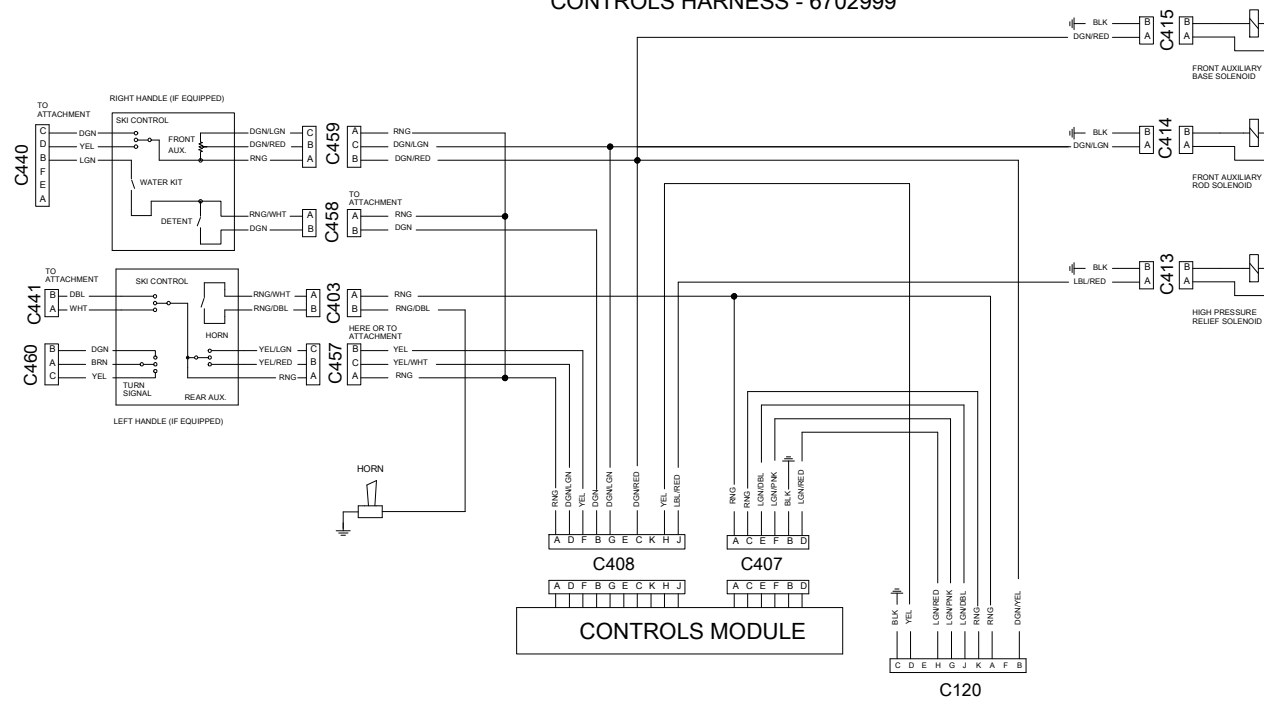 CONTROLS HARNESS - 6702999
BLK
DGN/RED
B
A
C415
B
A
FRONT AUXILIARY
BASE SOLENOID
BLK
DGN/LGN
B
A
C414
B
A
FRONT AUXILIARY
ROD SOLENOID
BLK
LBL/RED
B
A
C413
B
A
HIGH PRESSURE
RELIEF SOLENOID
RIGHT HANDLE (IF EQUIPPED)
TO
ATTACHMENT
C440
C
D
B
F
E
A
DGN
YEL
LGN
SKI CONTROL
FRONT
AUX.
WATER KIT
DETENT
DGN/LGN
DGN/RED
RNG
C
B
A
C459
A
C
B
RNG
DGN/LGN
DGN/RED
RNG/WHT
DGN
A
B
C458
TO
ATTACHMENT
A
B
RNG
DGN
TO
ATTACHMENT
C441
B
A
DBL
WHT
SKI CONTROL
HORN
RNG/WHT
RNG/DBL
A
B
C403
A
B
RNG
RNG/DBL
C460
B
A
C
DGN
BRN
YEL
TURN
SIGNAL
REAR AUX.
YEL/LGN
YEL/RED
RNG
C
B
A
C457
HERE OR TO
ATTACHMENT
B
C
A
YEL
YEL/WHT
RNG
LEFT HANDLE (IF EQUIPPED)
HORN
RNG
DGN/LGN
YEL
DGN
DGN/LGN
DGN/RED
YEL
LBL/RED
A D F B G E C K H J
C408
A D F B G E C K H J
RNG
RNG
LGN/DBL
LGN/PNK
BLK
LGN/RED
A C E F B D
C407
A C E F B D
CONTROLS MODULE
BLK
YEL
LGN/RED
LGN/PNK
LGN/DBL
RNG
RNG
DGN/YEL
C D E H G J K A F B
C120